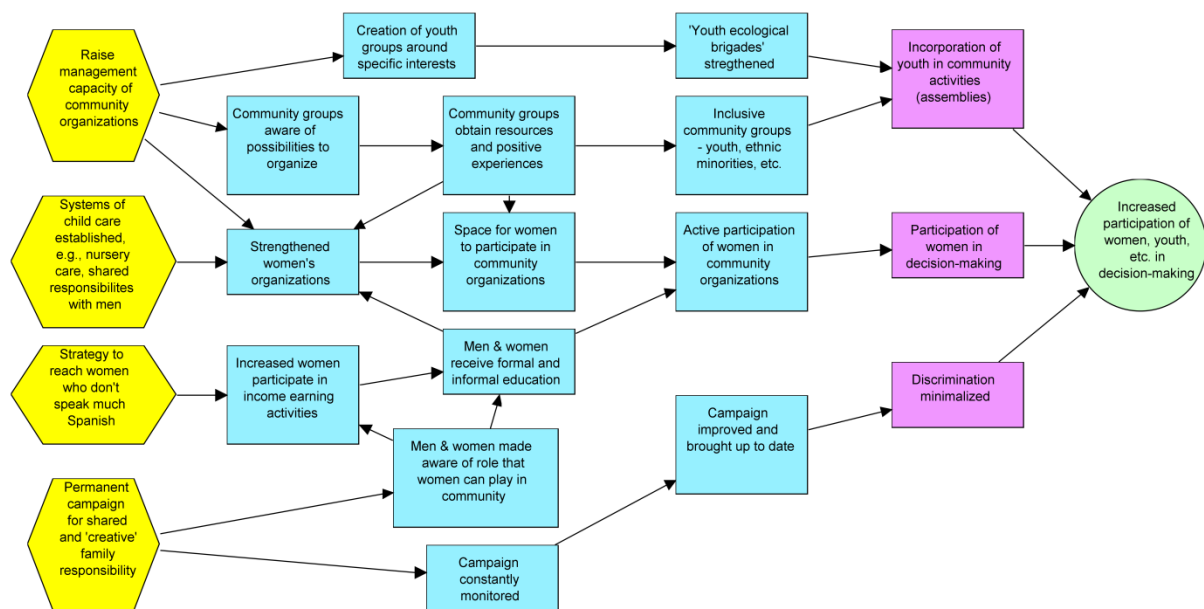 Raise
management
capacity of
community
organizations
Creation of youth
groups around
specific interests
'Youth ecological
brigades'
stregthened
Incorporation of
youth in community
activities
(assemblies)
Community groups
aware of
possibilities to
organize
Community groups
obtain resources
and positive
experiences
Inclusive
community groups
- youth, ethnic
minorities, etc.
Systems of
child care
established,
e.g., nursery
care, shared
responsibilites
with men
Strengthened
women's
organizations
Space for women
to participate in
community
organizations
Active participation
of women in
community
organizations
Participation of
women in
decision-making
Increased
participation of
women, youth,
etc. in
decision-making
Strategy to
reach women
who don't
speak much
Spanish
Increased women
participate in
income earning
activities
Men & women
receive formal and
informal education
Discrimination
minimalized
Men & women made
aware of role that
women can play in
community
Campaign
improved and
brought up to date
Permanent
campaign
for shared
and 'creative'
family
responsibility
Campaign
constantly
monitored